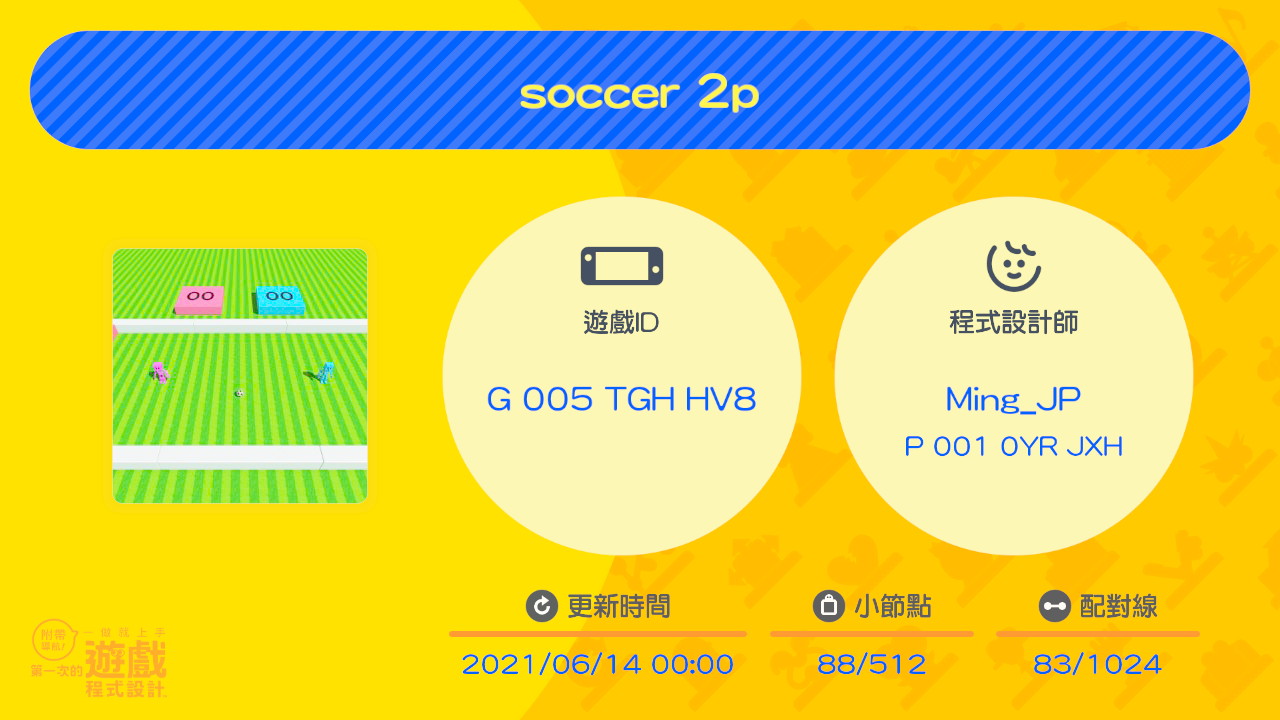 soccer 2p
00
00
遊戲ID
G 005 TGH HV8
程式設計師
Ming_JP
P 001 0YR JXH
更新時間
2021/06/14 00:00
小節點
88/512
配對線
83/1024
附帶
導航!
一做就上手
第一次的
遊戲
程式設計